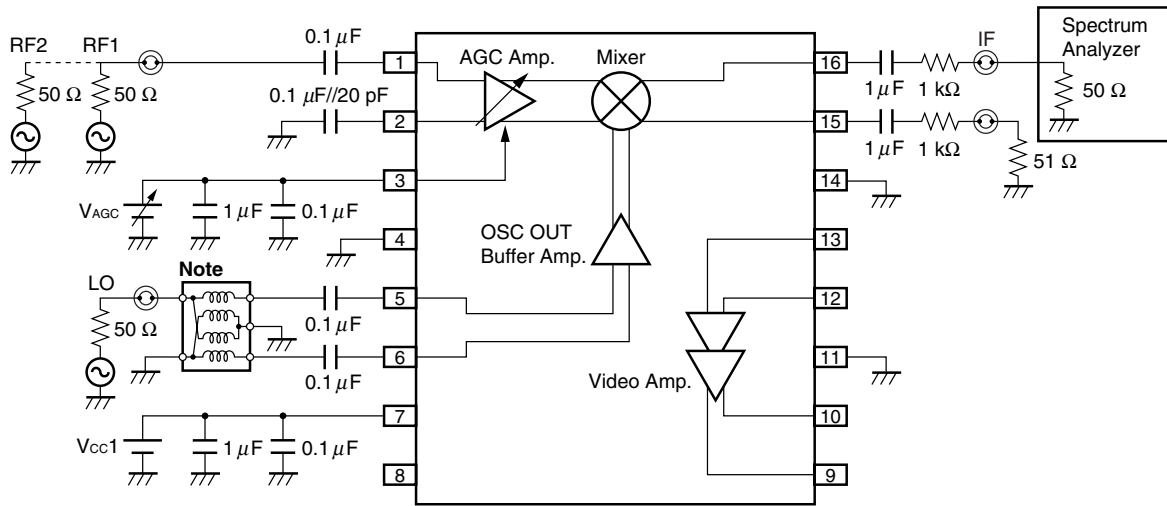 RF2
RF1
50 Ω
50 Ω
0.1 μF
0.1 μF//20 pF
1
2
AGC Amp.
Mixer
16
15
1 μF
1 kΩ
IF
Spectrum
Analyzer
50 Ω
1 μF
1 kΩ
51 Ω
VAGC
1 μF
0.1 μF
3
4
14
13
OSC OUT
Buffer Amp.
LO
50 Ω
Note
0.1 μF
0.1 μF
5
6
12
11
Video Amp.
VCC1
1 μF
0.1 μF
7
8
10
9